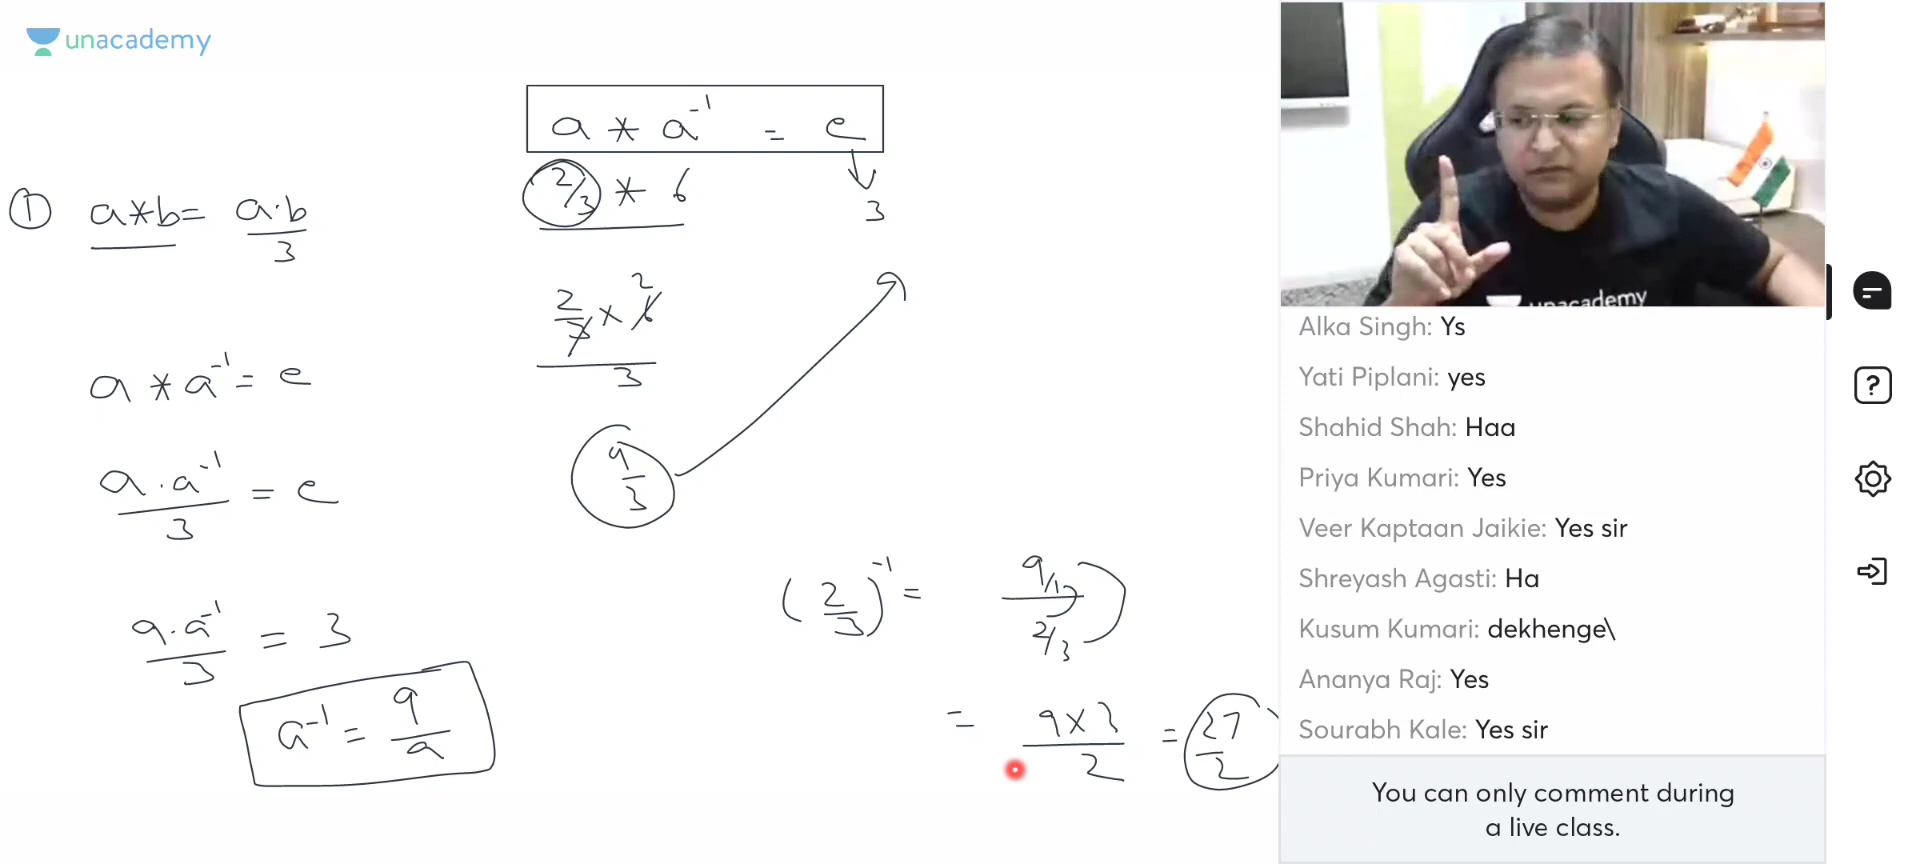 unacademy
a * a⁻¹ = e
2/3 * 6
3
① a*b = a·b/3
2/3 × 6 2
3
a * a⁻¹ = e
a·a⁻¹/3 = e
9/3
a·a⁻¹/3 = 3
a⁻¹ = 9/a
(2/3)⁻¹ = 9/2/3
= 9×3/2 = 27/2
unacademy
Alka Singh: Ys
Yati Piplani: yes
Shahid Shah: Haa
Priya Kumari: Yes
Veer Kaptaan Jaikie: Yes sir
Shreyash Agasti: Ha
Kusum Kumari: dekhenge\
Ananya Raj: Yes
Sourabh Kale: Yes sir
You can only comment during
a live class.
?